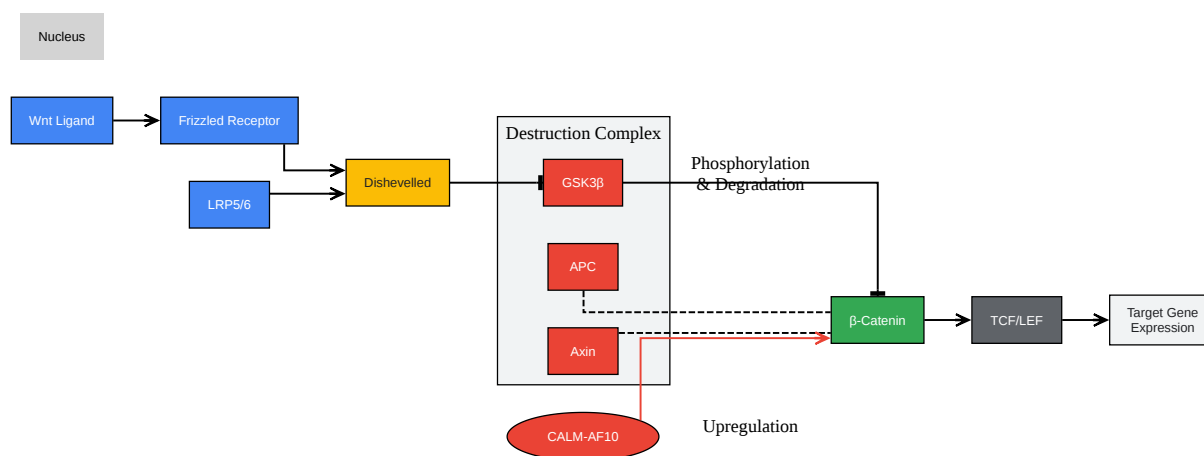 Nucleus
Wnt Ligand
Frizzled Receptor
Destruction Complex
Dishevelled
GSK3β
Phosphorylation
& Degradation
LRP5/6
APC
β-Catenin
TCF/LEF
Target Gene
Expression
Axin
CALM-AF10
Upregulation